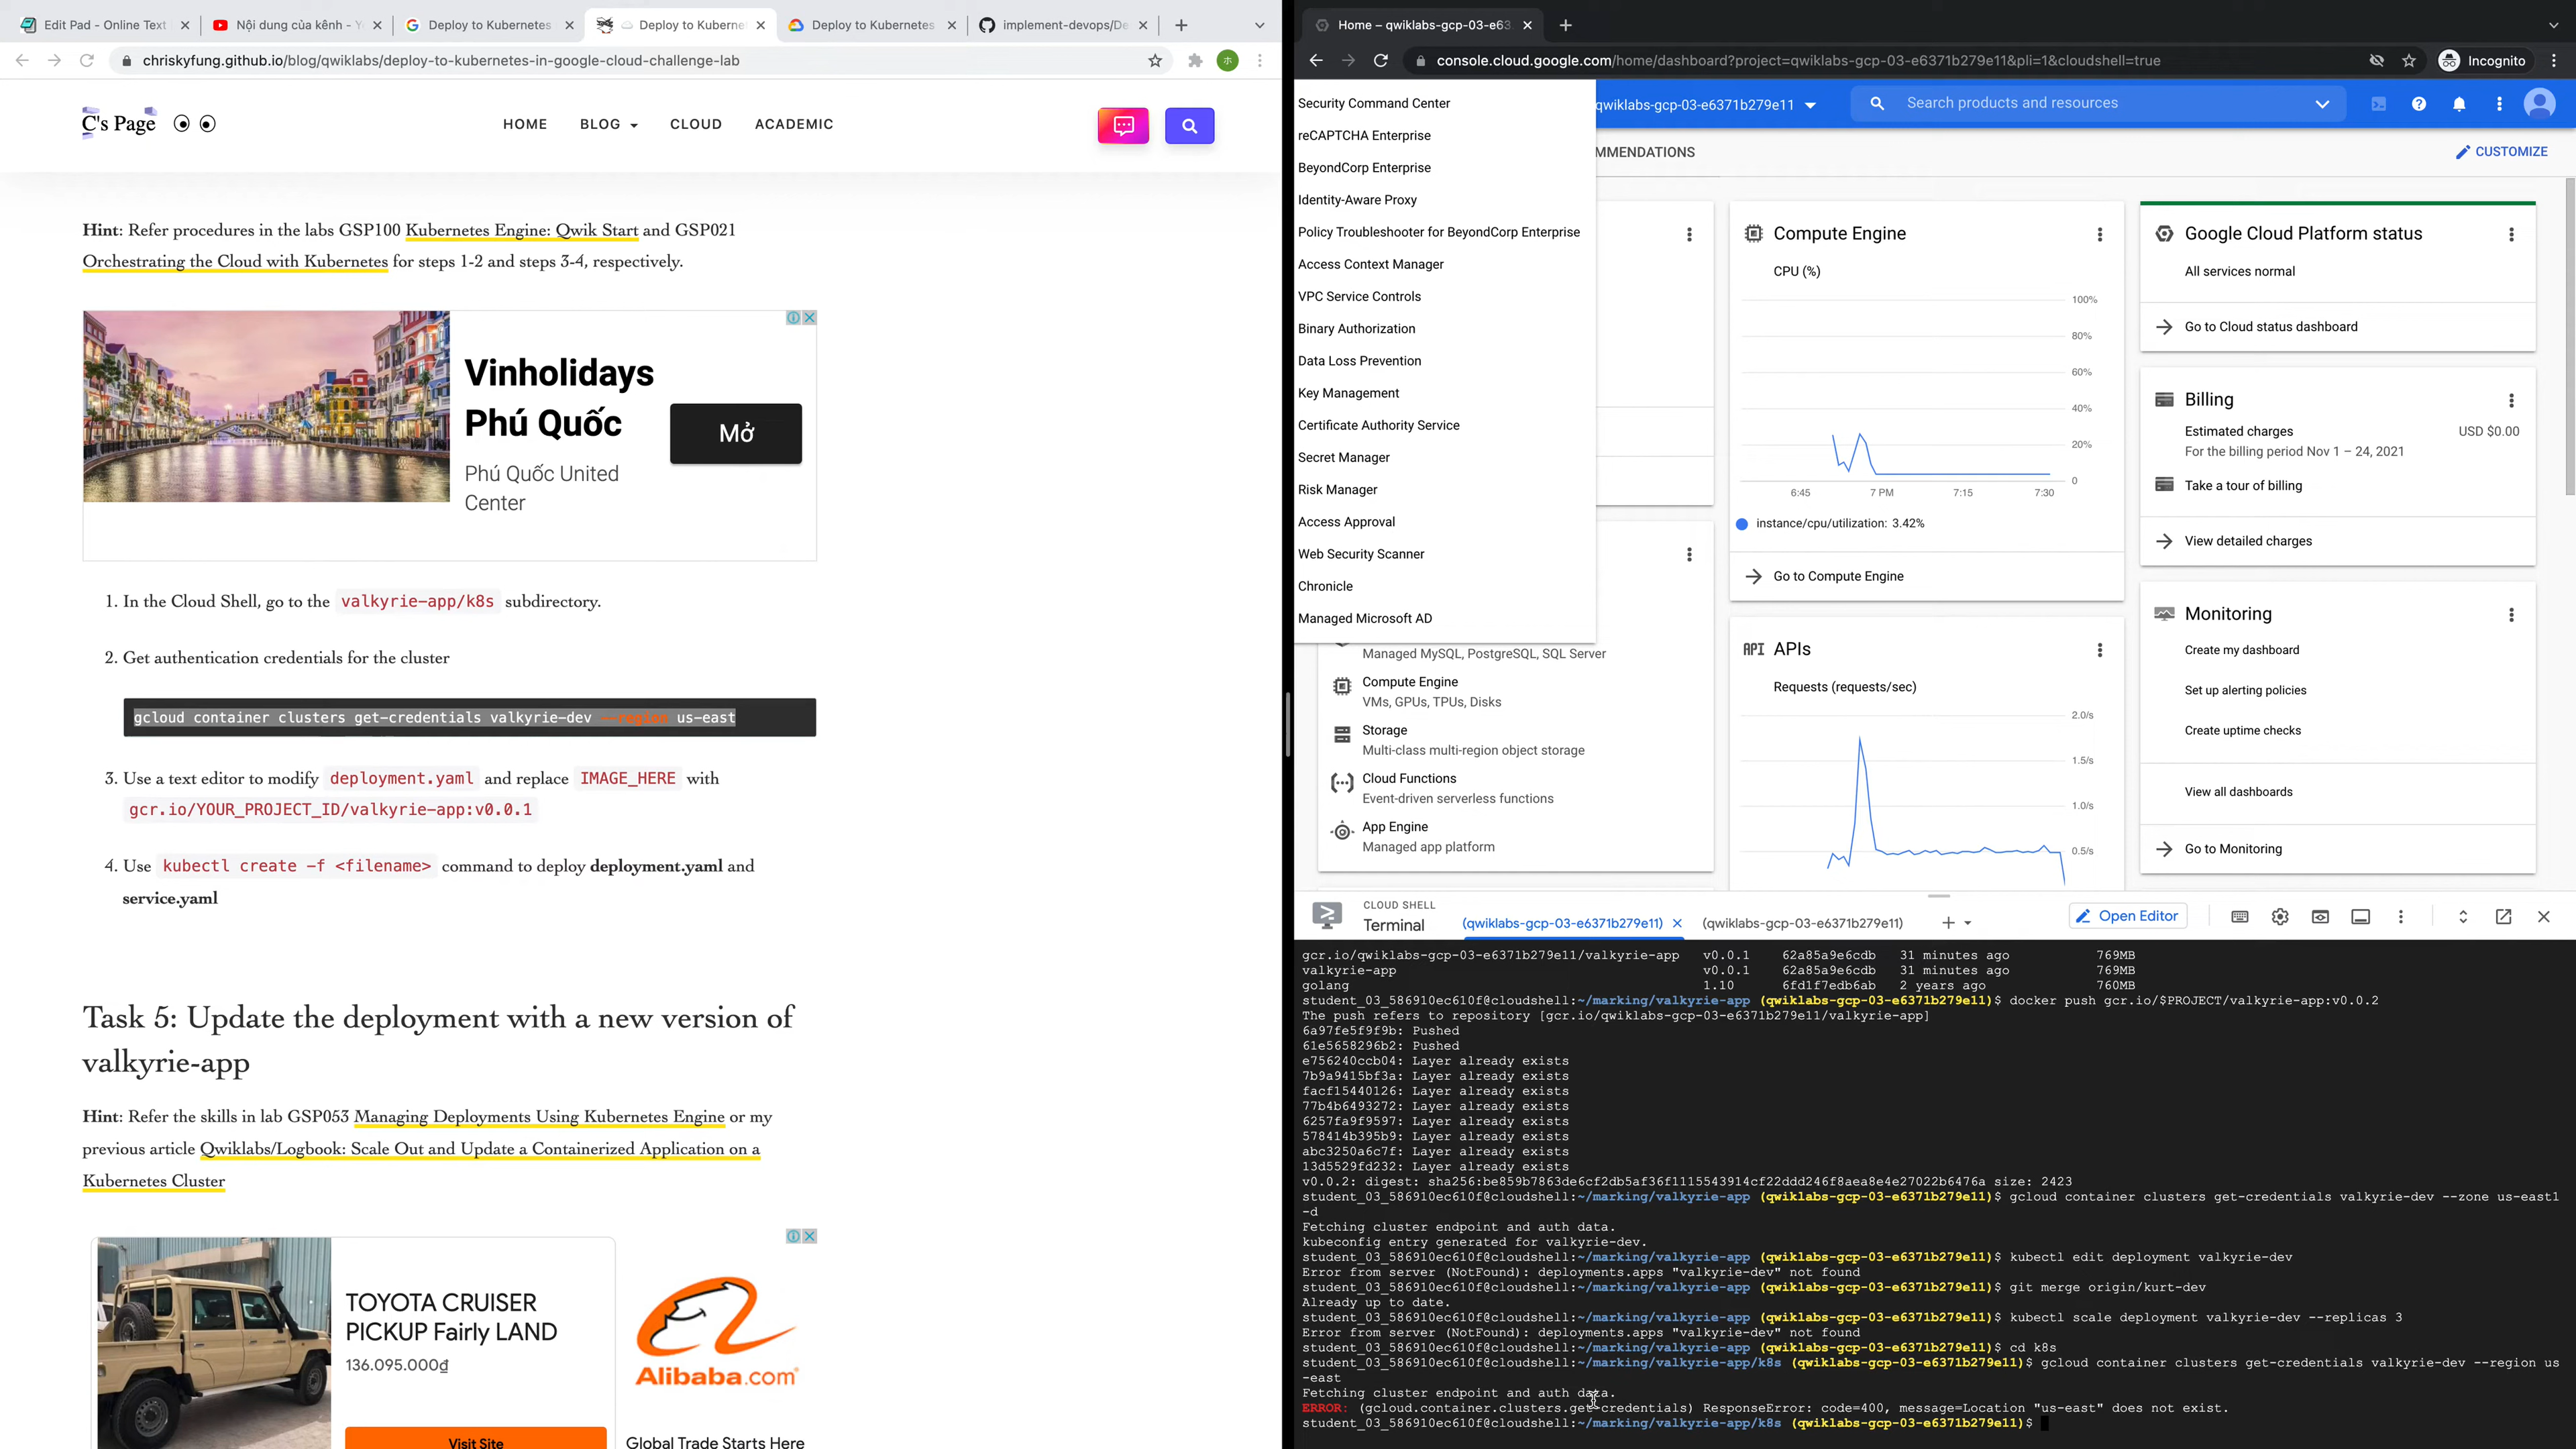 Edit Pad - Online Text
Nội dung của kênh - Y
Deploy to Kubernetes
Deploy to Kuberne
Deploy to Kubernetes
implement-devops/De
chriskyfung.github.io/blog/qwiklabs/deploy-to-kubernetes-in-google-cloud-challenge-lab
C's Page
HOME
BLOG
CLOUD
ACADEMIC
Hint: Refer procedures in the labs GSP100 Kubernetes Engine: Qwik Start and GSP021
Orchestrating the Cloud with Kubernetes for steps 1-2 and steps 3-4, respectively.
Vinholidays
Phú Quốc
Phú Quốc United
Center
Mở
1. In the Cloud Shell, go to the valkyrie-app/k8s subdirectory.
2. Get authentication credentials for the cluster
gcloud container clusters get-credentials valkyrie-dev --region us-east
3. Use a text editor to modify deployment.yaml and replace IMAGE_HERE with
gcr.io/YOUR_PROJECT_ID/valkyrie-app:v0.0.1
4. Use kubectl create -f <filename> command to deploy deployment.yaml and
service.yaml
Task 5: Update the deployment with a new version of
valkyrie-app
Hint: Refer the skills in lab GSP053 Managing Deployments Using Kubernetes Engine or my
previous article Qwiklabs/Logbook: Scale Out and Update a Containerized Application on a
Kubernetes Cluster
TOYOTA CRUISER
PICKUP Fairly LAND
136.095.000₫
Visit Site
Alibaba.com
Global Trade Starts Here
Home – qwiklabs-gcp-03-e63
console.cloud.google.com/home/dashboard?project=qwiklabs-gcp-03-e6371b279e11&pli=1&cloudshell=true
Incognito
qwiklabs-gcp-03-e6371b279e11
Search products and resources
MMENDATIONS
CUSTOMIZE
Security Command Center
reCAPTCHA Enterprise
BeyondCorp Enterprise
Identity-Aware Proxy
Policy Troubleshooter for BeyondCorp Enterprise
Access Context Manager
VPC Service Controls
Binary Authorization
Data Loss Prevention
Key Management
Certificate Authority Service
Secret Manager
Risk Manager
Access Approval
Web Security Scanner
Chronicle
Managed Microsoft AD
Managed MySQL, PostgreSQL, SQL Server
Compute Engine
VMs, GPUs, TPUs, Disks
Storage
Multi-class multi-region object storage
Cloud Functions
Event-driven serverless functions
App Engine
Managed app platform
Compute Engine
CPU (%)
100%
80%
60%
40%
20%
0
6:45
7 PM
7:15
7:30
instance/cpu/utilization: 3.42%
Go to Compute Engine
API APIs
Requests (requests/sec)
2.0/s
1.5/s
1.0/s
0.5/s
Google Cloud Platform status
All services normal
Go to Cloud status dashboard
Billing
Estimated charges
USD $0.00
For the billing period Nov 1 – 24, 2021
Take a tour of billing
View detailed charges
Monitoring
Create my dashboard
Set up alerting policies
Create uptime checks
View all dashboards
Go to Monitoring
CLOUD SHELL
Terminal
(qwiklabs-gcp-03-e6371b279e11)
(qwiklabs-gcp-03-e6371b279e11)
Open Editor
gcr.io/qwiklabs-gcp-03-e6371b279e11/valkyrie-app v0.0.1 62a85a9e6cdb 31 minutes ago 769MB
valkyrie-app v0.0.1 62a85a9e6cdb 31 minutes ago 769MB
golang 1.10 6fd1f7edb6ab 2 years ago 760MB
student_03_586910ec610f@cloudshell:~/marking/valkyrie-app (qwiklabs-gcp-03-e6371b279e11)$ docker push gcr.io/$PROJECT/valkyrie-app:v0.0.2
The push refers to repository [gcr.io/qwiklabs-gcp-03-e6371b279e11/valkyrie-app]
6a97fe5f9f9b: Pushed
61e5658296b2: Pushed
e756240ccb04: Layer already exists
7b9a9415bf3a: Layer already exists
facf15440126: Layer already exists
77b4b6493272: Layer already exists
6257fa9f9597: Layer already exists
578414b395b9: Layer already exists
abc3250a6c7f: Layer already exists
13d5529fd232: Layer already exists
v0.0.2: digest: sha256:be859b7863de6cf2db5af36f1115543914cf22ddd246f8aea8e4e27022b6476a size: 2423
student_03_586910ec610f@cloudshell:~/marking/valkyrie-app (qwiklabs-gcp-03-e6371b279e11)$ gcloud container clusters get-credentials valkyrie-dev --zone us-east1
-d
Fetching cluster endpoint and auth data.
kubeconfig entry generated for valkyrie-dev.
student_03_586910ec610f@cloudshell:~/marking/valkyrie-app (qwiklabs-gcp-03-e6371b279e11)$ kubectl edit deployment valkyrie-dev
Error from server (NotFound): deployments.apps "valkyrie-dev" not found
student_03_586910ec610f@cloudshell:~/marking/valkyrie-app (qwiklabs-gcp-03-e6371b279e11)$ git merge origin/kurt-dev
Already up to date.
student_03_586910ec610f@cloudshell:~/marking/valkyrie-app (qwiklabs-gcp-03-e6371b279e11)$ kubectl scale deployment valkyrie-dev --replicas 3
Error from server (NotFound): deployments.apps "valkyrie-dev" not found
student_03_586910ec610f@cloudshell:~/marking/valkyrie-app (qwiklabs-gcp-03-e6371b279e11)$ cd k8s
student_03_586910ec610f@cloudshell:~/marking/valkyrie-app/k8s (qwiklabs-gcp-03-e6371b279e11)$ gcloud container clusters get-credentials valkyrie-dev --region us
-east
Fetching cluster endpoint and auth data.
ERROR: (gcloud.container.clusters.get-credentials) ResponseError: code=400, message=Location "us-east" does not exist.
student_03_586910ec610f@cloudshell:~/marking/valkyrie-app/k8s (qwiklabs-gcp-03-e6371b279e11)$